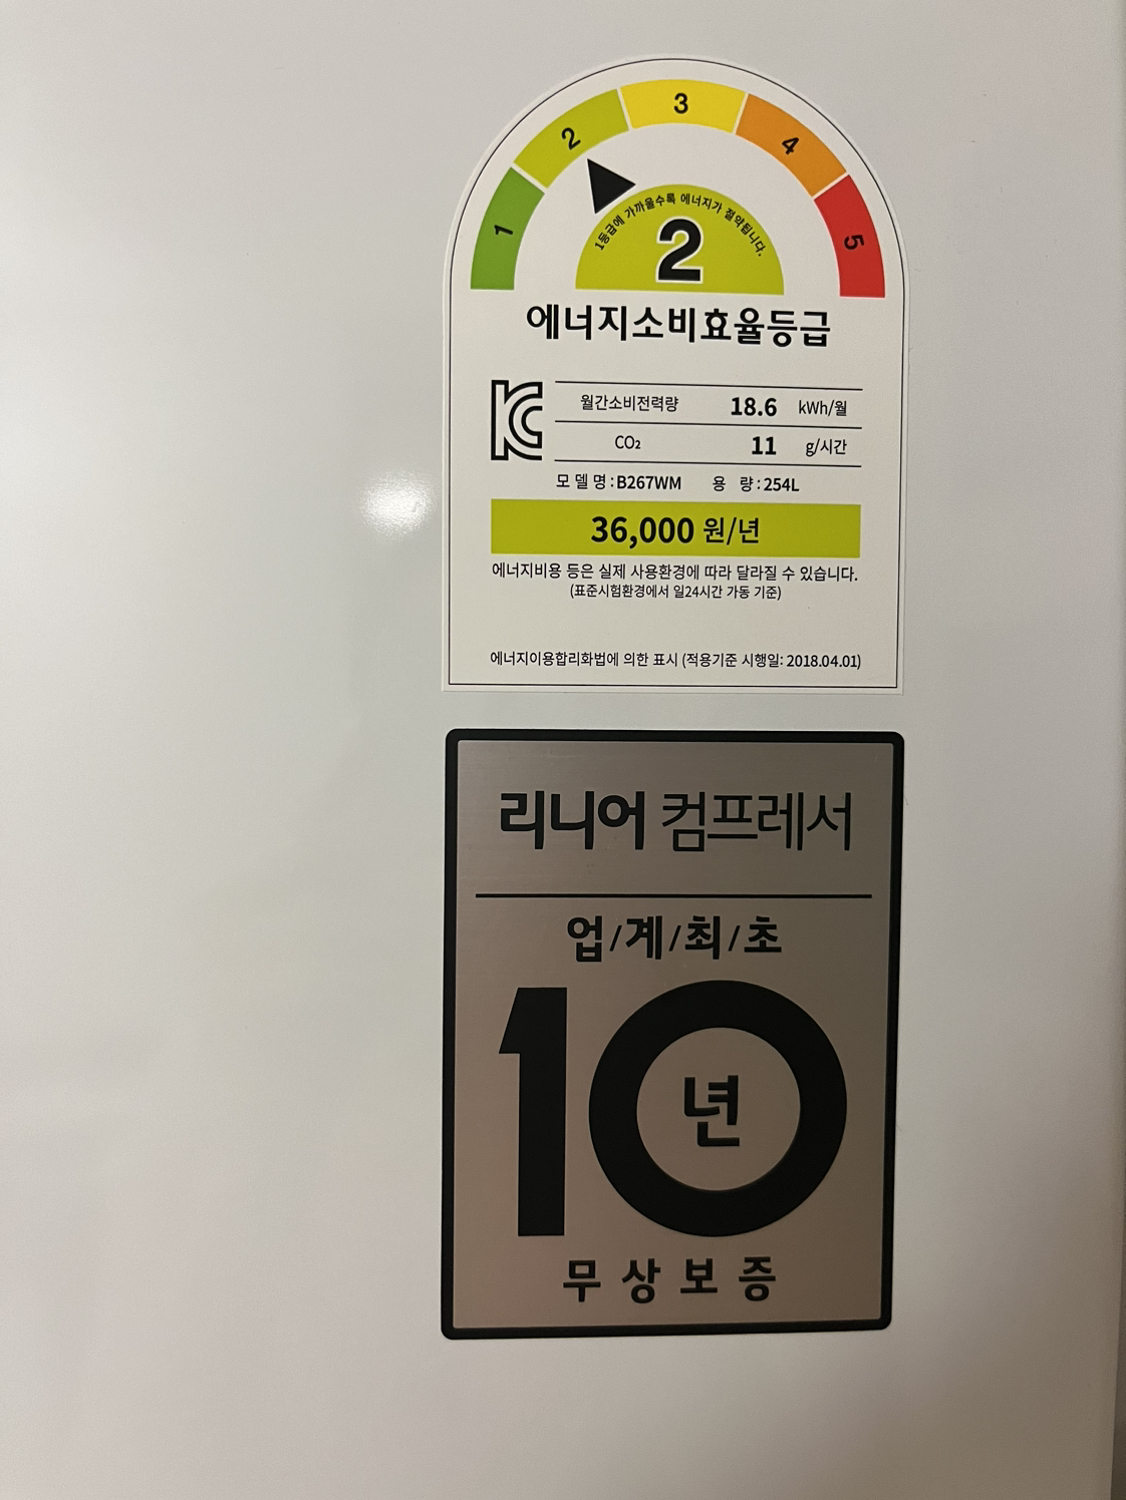 1 2 3 4 5
1등급에 가까울수록 에너지가 절약됩니다.
2
에너지소비효율등급
월간소비전력량 18.6 kWh/월
CO₂ 11 g/시간
모 델 명 : B267WM 용 량 : 254L
36,000 원/년
에너지비용 등은 실제 사용환경에 따라 달라질 수 있습니다.
(표준시험환경에서 일24시간 가동 기준)
에너지이용합리화법에 의한 표시 (적용기준 시행일: 2018.04.01)
리니어 컴프레서
업/계/최/초
10년
무상보증